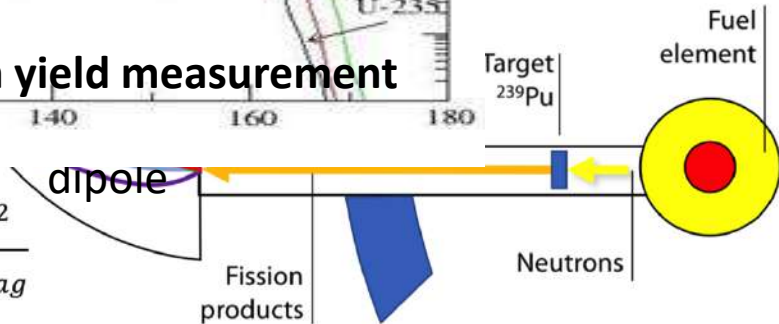 U-235
yield measurement
140 160 180
dipole
2
ag
Fission
products
Target
²³⁹Pu
Neutrons
Fuel
element